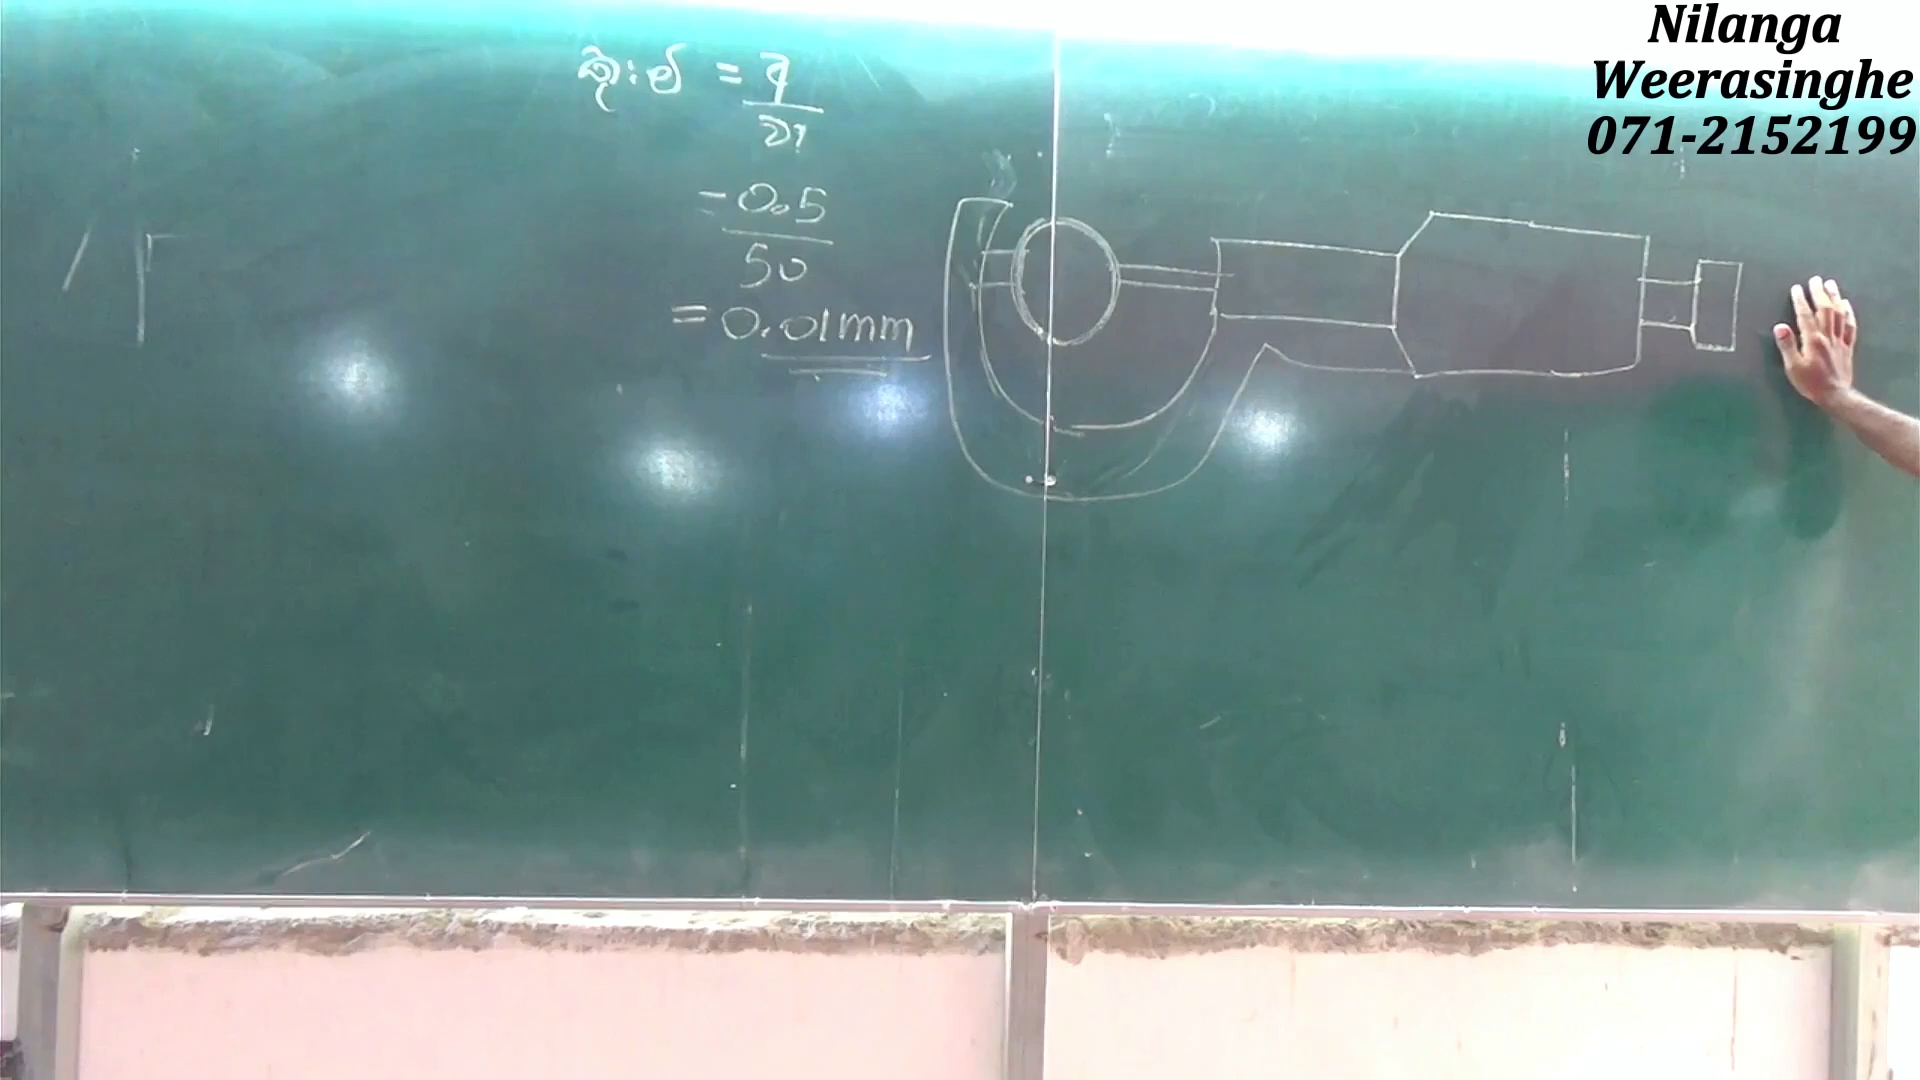 කු:ම = අ
වා
= 0.5
50
= 0.01mm
Nilanga
Weerasinghe
071-2152199